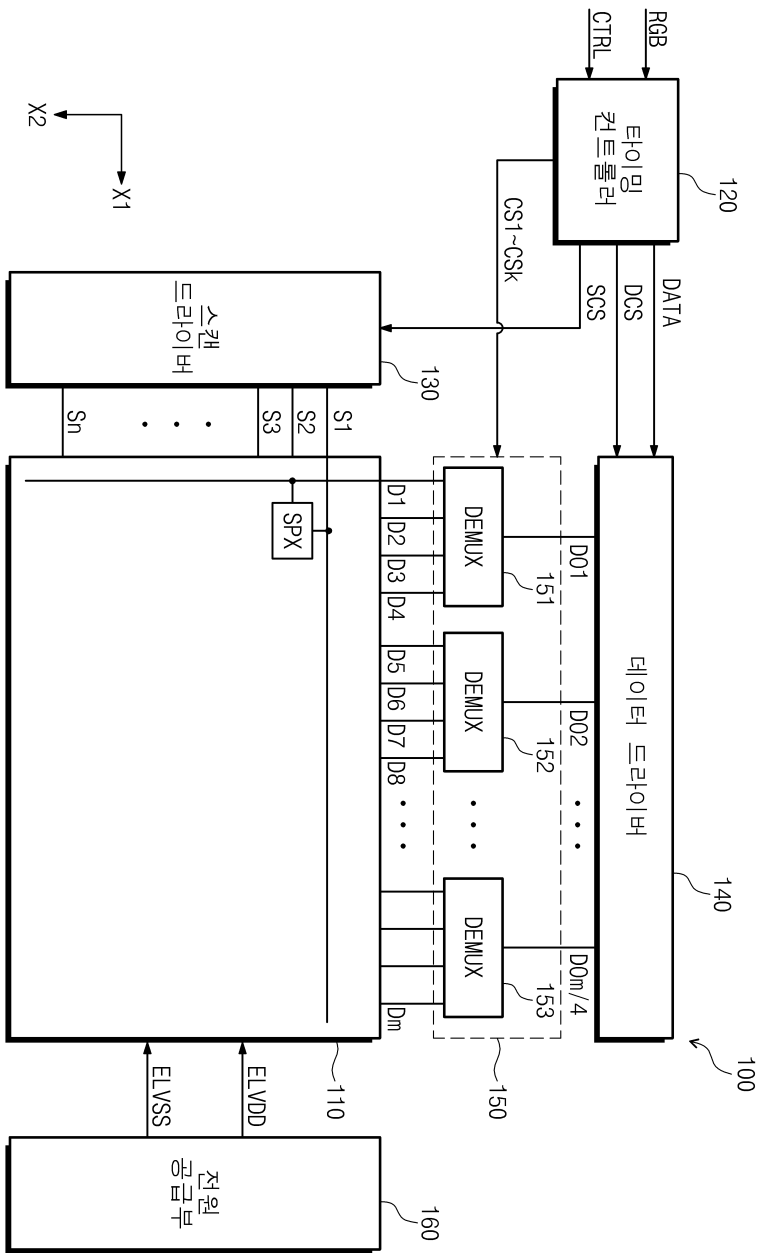 100
RGB
CTRL
타이밍
컨트롤러
120
DATA
DCS
SCS
CS1~CSk
데이터 드라이버
140
DO1
DO2
DOm/4
DEMUX
151
DEMUX
152
DEMUX
153
150
D1
D2
D3
D4
D5
D6
D7
D8
Dm
스캔
드라이버
130
S1
S2
S3
Sn
SPX
110
ELVDD
ELVSS
전원
공급부
160
X1
X2